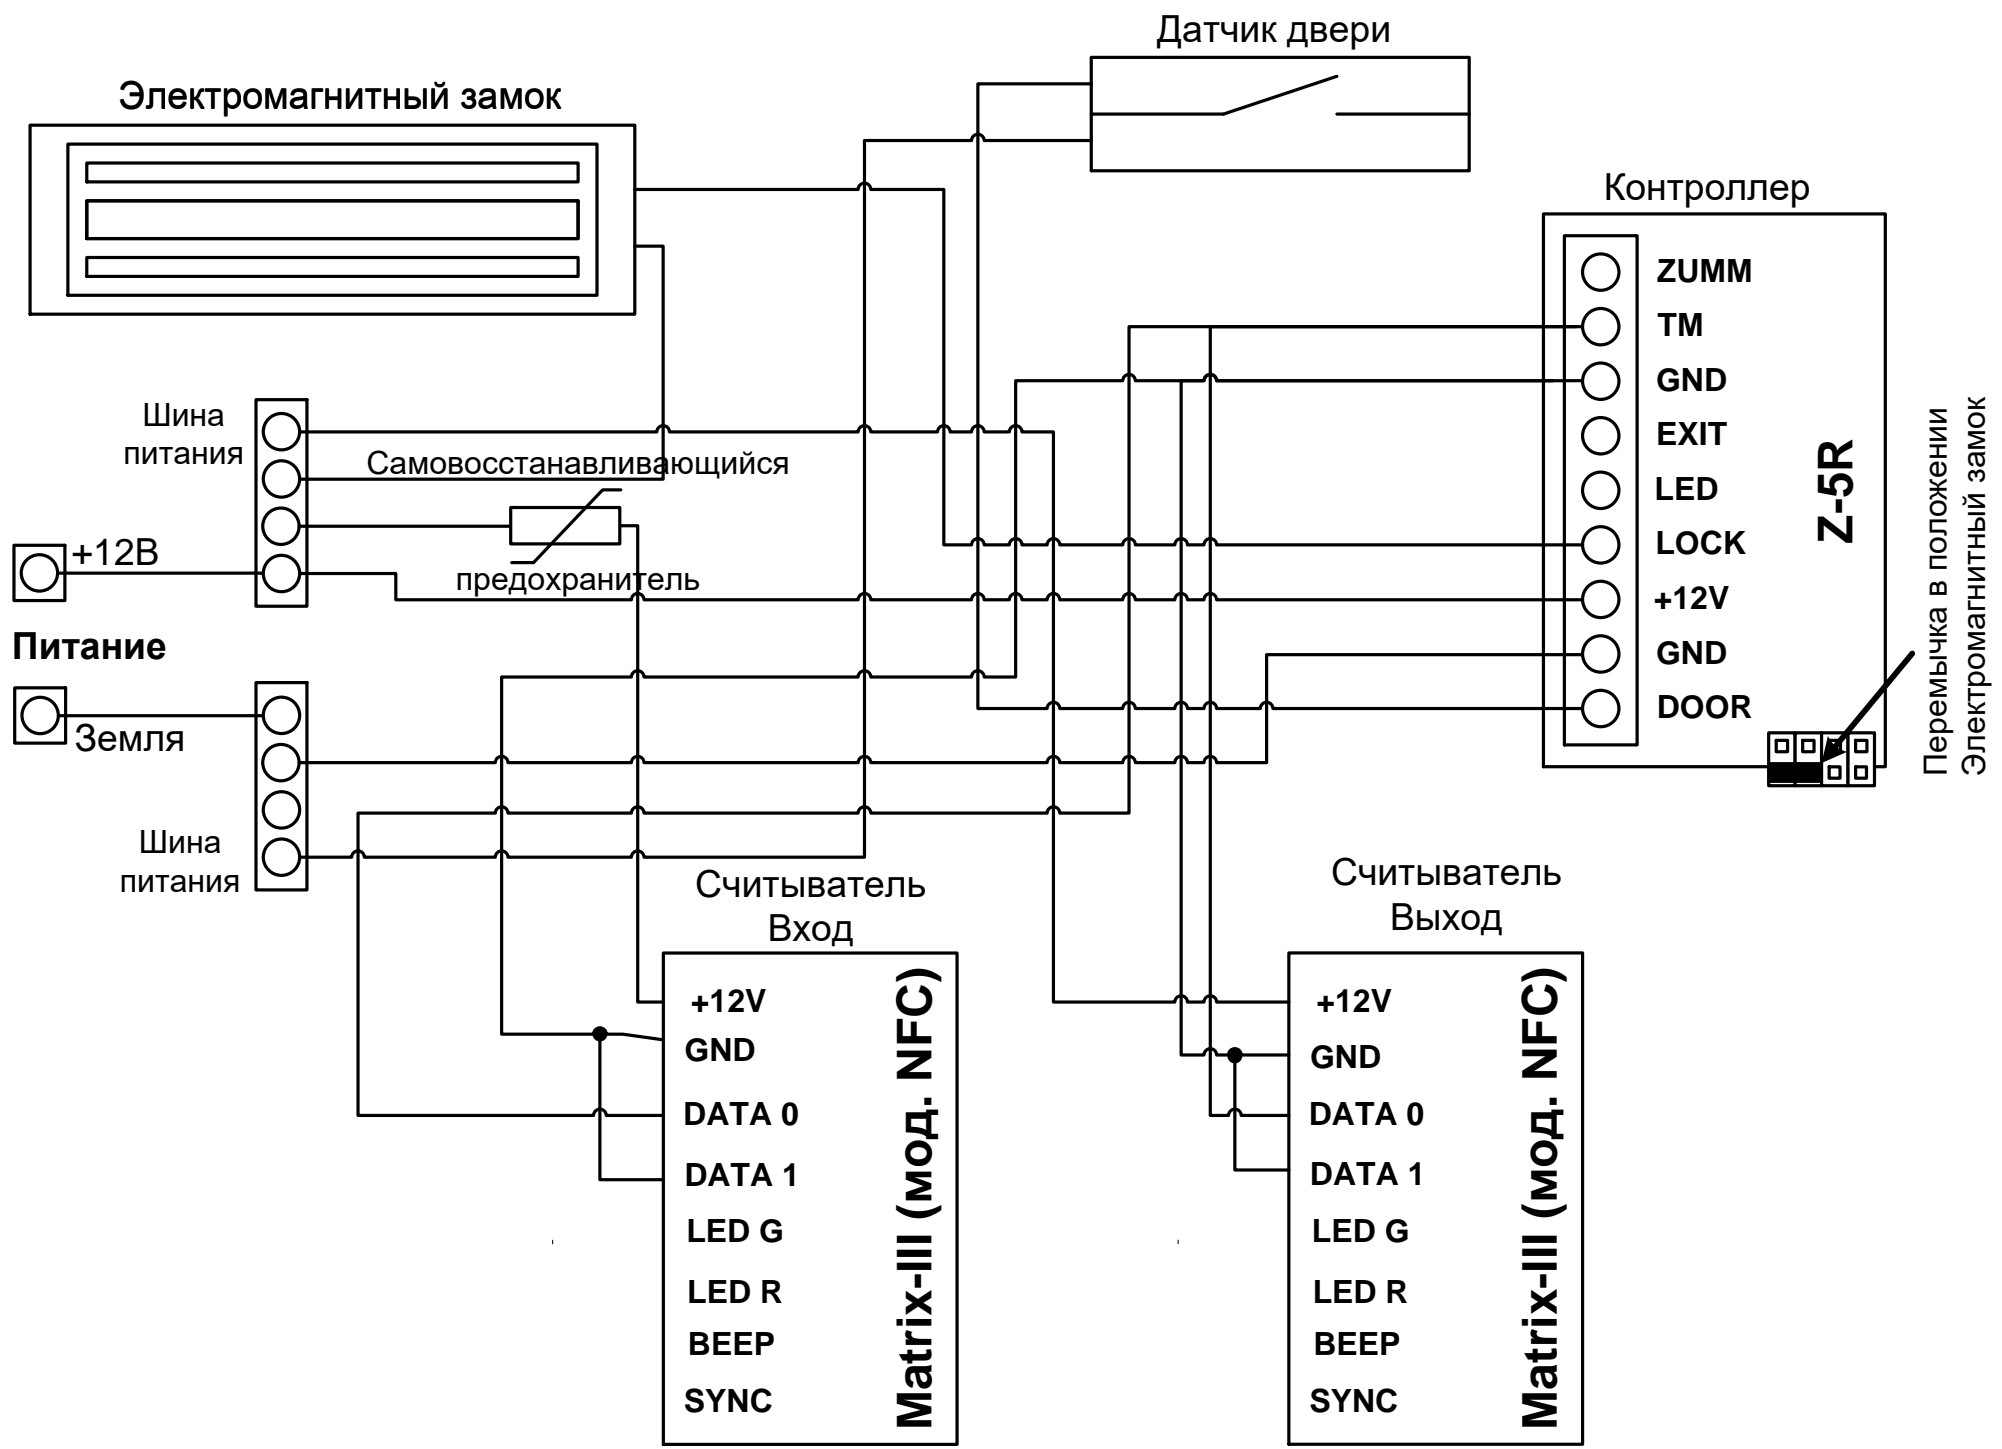 Датчик двери
Электромагнитный замок
Контроллер
ZUMM
TM
GND
EXIT
LED
LOCK
+12V
GND
DOOR
Z-5R
Перемычка в положении
Электромагнитный замок
Шина
питания
Самовосстанавливающийся
предохранитель
+12В
Питание
Земля
Шина
питания
Считыватель
Вход
+12V
GND
DATA 0
DATA 1
LED G
LED R
BEEP
SYNC
Matrix-III (мод. NFC)
Считыватель
Выход
+12V
GND
DATA 0
DATA 1
LED G
LED R
BEEP
SYNC
Matrix-III (мод. NFC)